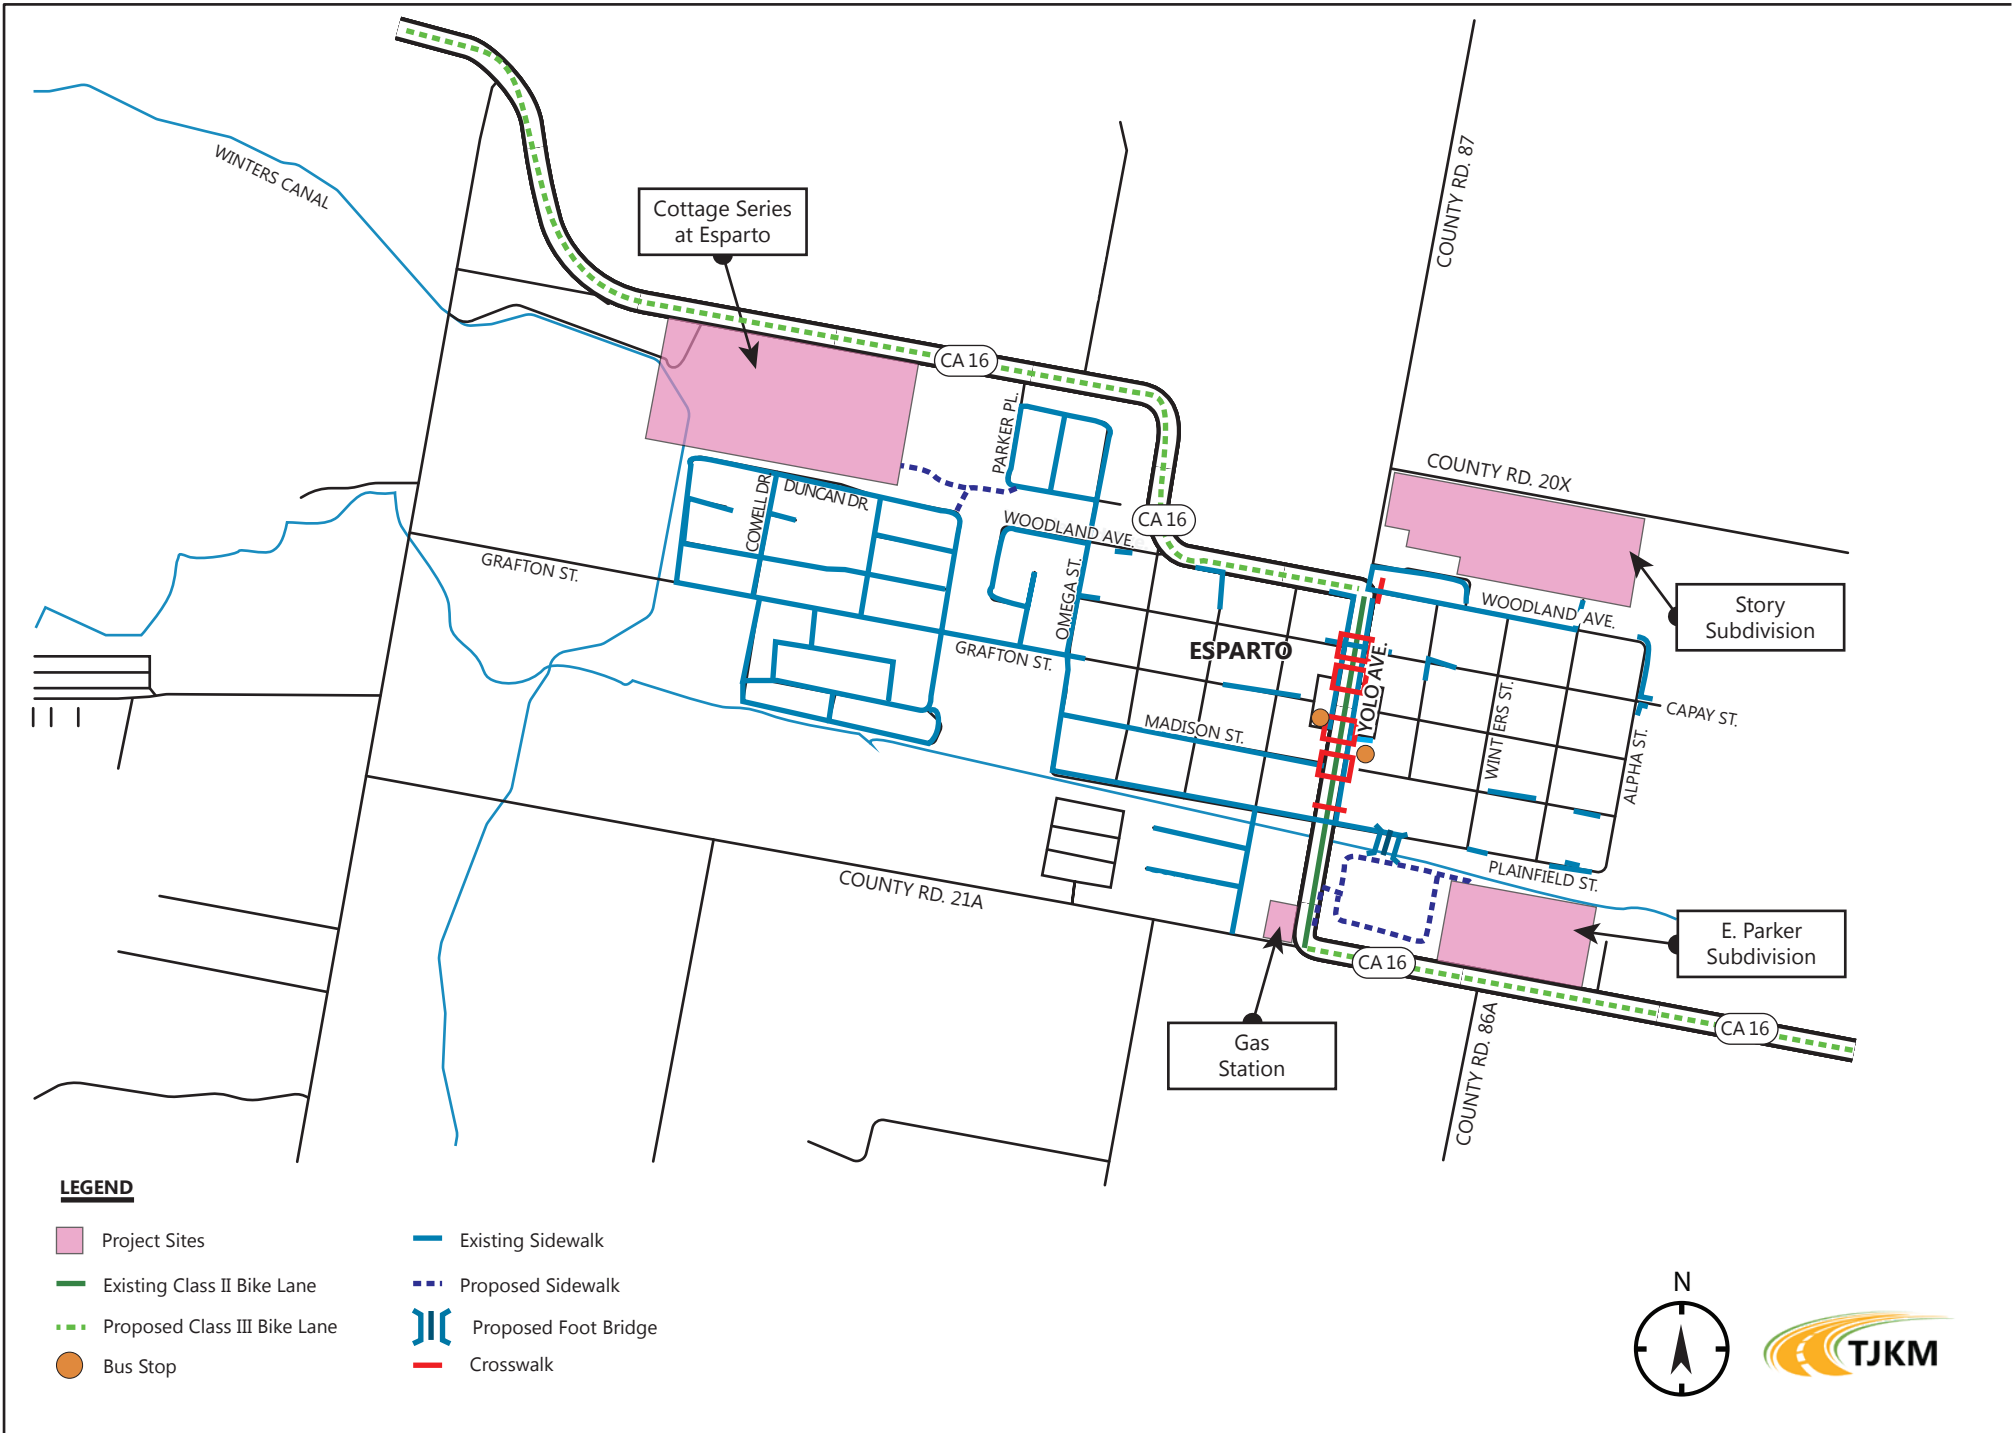 WINTERS CANAL
Cottage Series
at Esparto
COUNTY RD. 87
CA 16
PARKER PL.
COUNTY RD. 20X
COWELL DR.
DUNCAN DR.
WOODLAND AVE.
CA 16
GRAFTON ST.
OMEGA ST.
WOODLAND AVE.
Story
Subdivision
GRAFTON ST.
ESPARTO
YOLO AVE.
WINTERS ST.
CAPAY ST.
MADISON ST.
ALPHA ST.
COUNTY RD. 21A
PLAINFIELD ST.
E. Parker
Subdivision
CA 16
CA 16
Gas
Station
COUNTY RD. 86A
LEGEND
Project Sites
Existing Class II Bike Lane
Proposed Class III Bike Lane
Bus Stop
Existing Sidewalk
Proposed Sidewalk
Proposed Foot Bridge
Crosswalk
N
TJKM